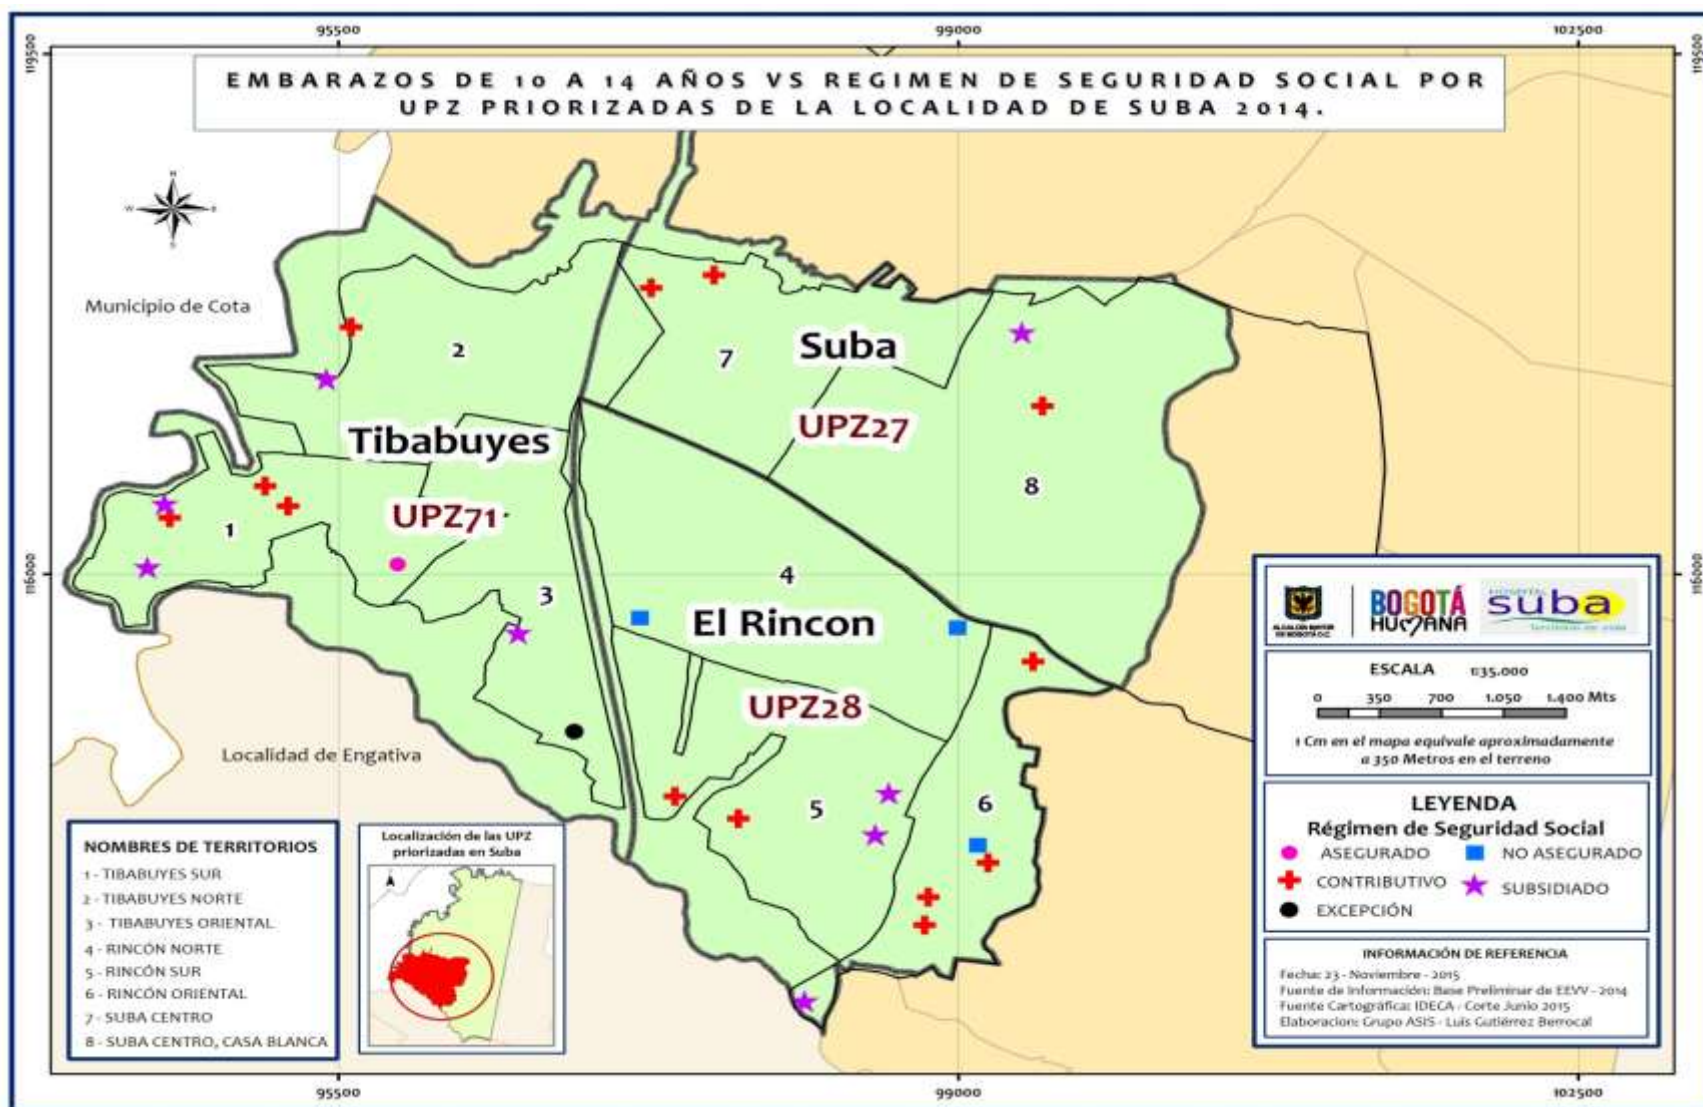 95500
99000
102500
119500
119500
EMBARAZOS DE 10 A 14 AÑOS VS REGIMEN DE SEGURIDAD SOCIAL POR
UPZ PRIORIZADAS DE LA LOCALIDAD DE SUBA 2014.
N
W
E
S
Municipio de Cota
2
7
Suba
Tibabuyes
UPZ27
8
1
UPZ71
116000
116000
3
4
El Rincon
UPZ28
Localidad de Engativa
5
6
ALCALDÍA MAYOR
DE BOGOTÁ D.C.
BOGOTÁ
HUMANA
HOSPITAL
suba
ESCALA 1:35.000
0 350 700 1.050 1.400 Mts
1 Cm en el mapa equivale aproximadamente
a 350 Metros en el terreno
LEYENDA
Régimen de Seguridad Social
ASEGURADO
NO ASEGURADO
CONTRIBUTIVO
SUBSIDIADO
EXCEPCIÓN
INFORMACIÓN DE REFERENCIA
Fecha: 23 - Noviembre - 2015
Fuente de Información: Base Preliminar de EEVV - 2014
Fuente Cartográfica: IDECA - Corte Junio 2015
Elaboracion: Grupo ASIS - Luis Gutiérrez Berrocal
NOMBRES DE TERRITORIOS
1 - TIBABUYES SUR
2 - TIBABUYES NORTE
3 - TIBABUYES ORIENTAL
4 - RINCÓN NORTE
5 - RINCÓN SUR
6 - RINCÓN ORIENTAL
7 - SUBA CENTRO
8 - SUBA CENTRO, CASA BLANCA
Localización de las UPZ
priorizadas en Suba
95500
99000
102500